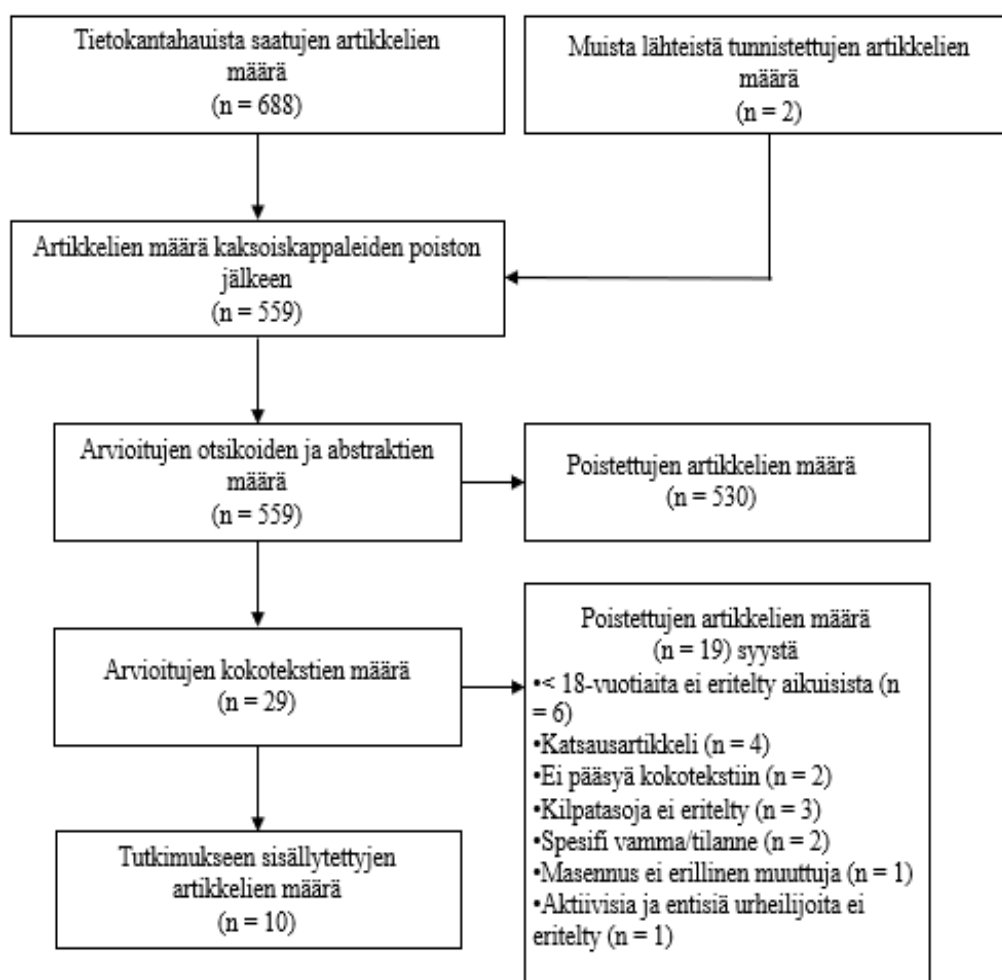 Tietokantahauista saatujen artikkelien
määrä
(n = 688)
Muista lähteistä tunnistettujen artikkelien
määrä
(n = 2)
Artikkelien määrä kaksoiskappaleiden poiston
jälkeen
(n = 559)
Arvioitujen otsikoiden ja abstraktien
määrä
(n = 559)
Poistettujen artikkelien määrä
(n = 530)
Arvioitujen kokotekstien määrä
(n = 29)
Poistettujen artikkelien määrä
(n = 19) syystä
•< 18-vuotiaita ei eritelty aikuisista (n
= 6)
•Katsausartikkeli (n = 4)
•Ei pääsyä kokotekstiin (n = 2)
•Kilpatasoja ei eritelty (n = 3)
•Spesifi vamma/tilanne (n = 2)
•Masennus ei erillinen muuttuja (n = 1)
•Aktiivisia ja entisiä urheilijoita ei
eritelty (n = 1)
Tutkimukseen sisällytettyjen
artikkelien määrä
(n = 10)